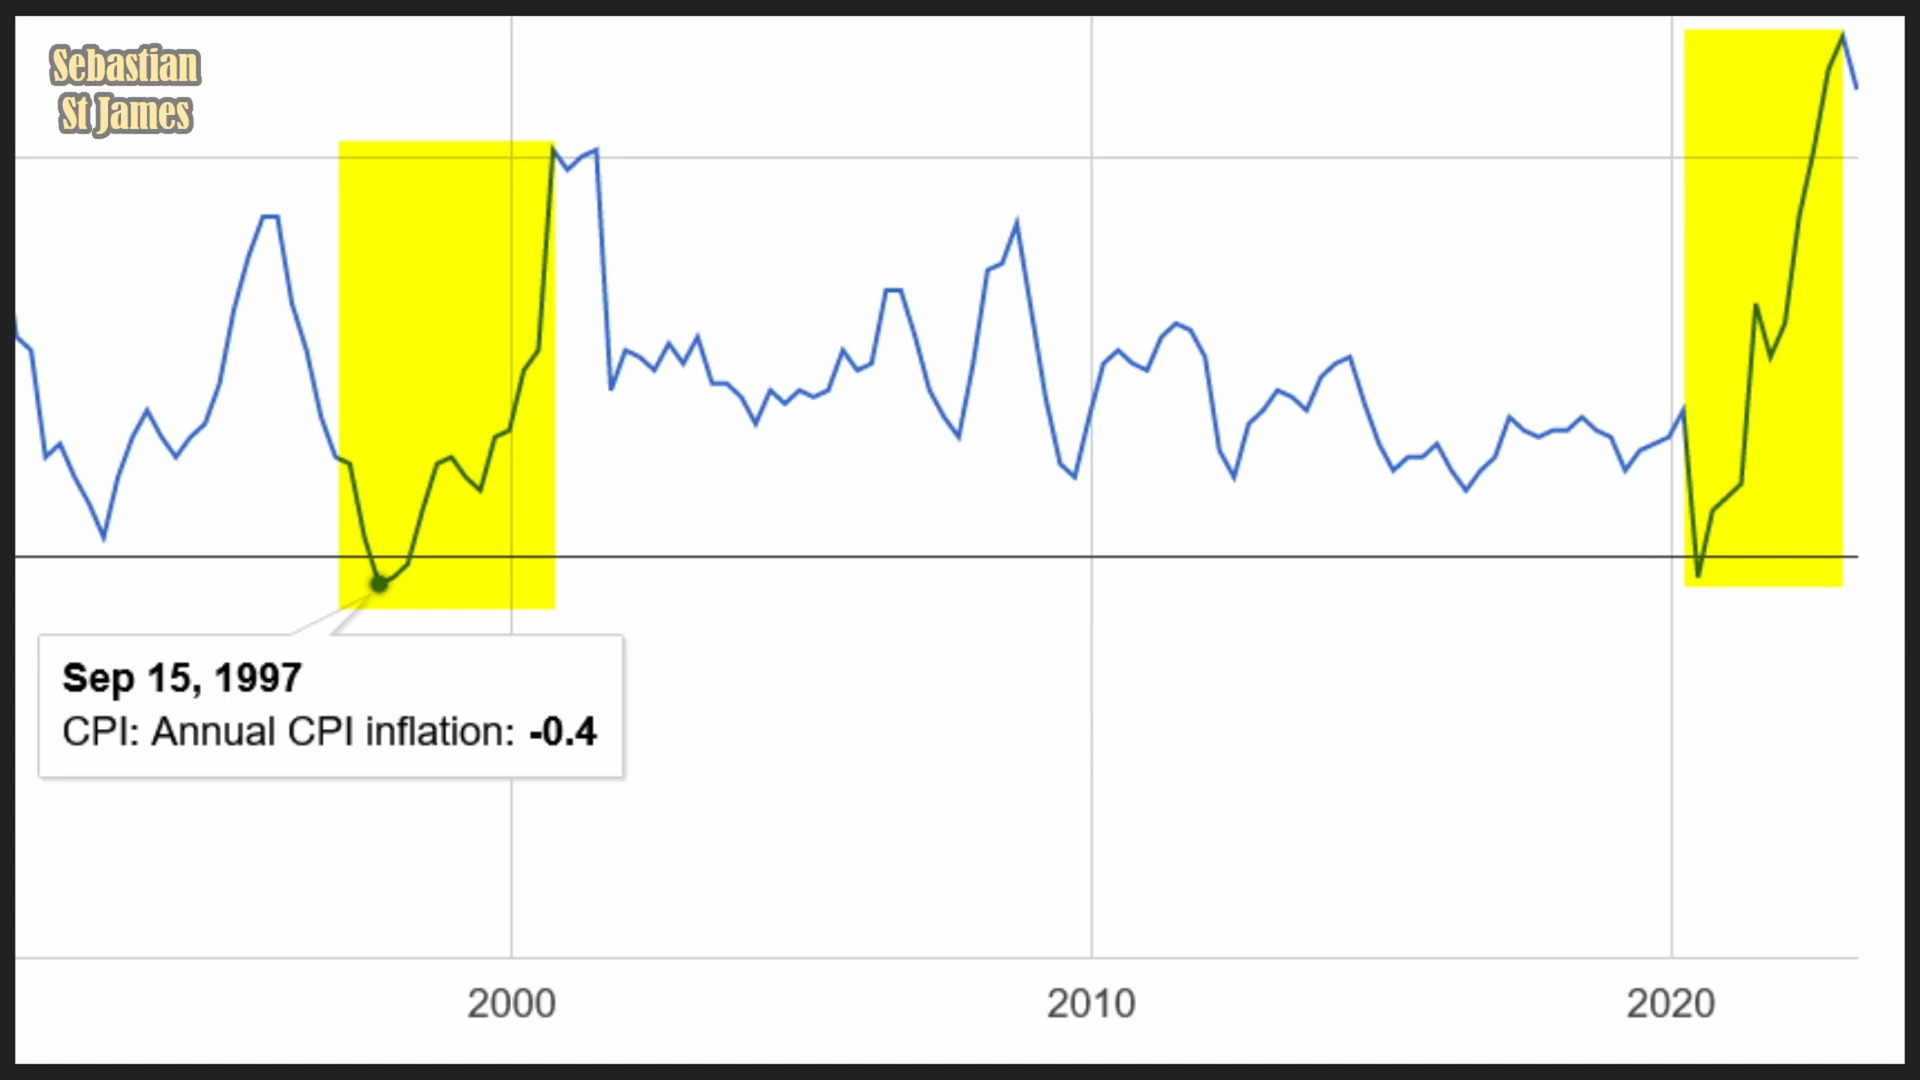 Sebastian
St James
Sep 15, 1997
CPI: Annual CPI inflation: -0.4
2000
2010
2020